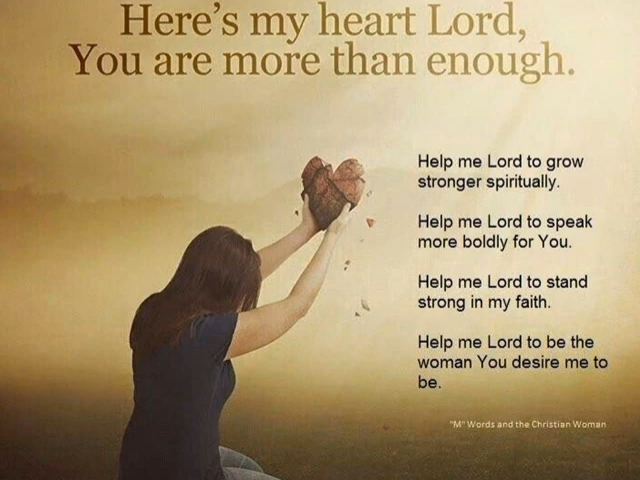 Here's my heart Lord,
You are more than enough.
Help me Lord to grow
stronger spiritually.
Help me Lord to speak
more boldly for You.
Help me Lord to stand
strong in my faith.
Help me Lord to be the
woman You desire me to
be.
"M" Words and the Christian Woman